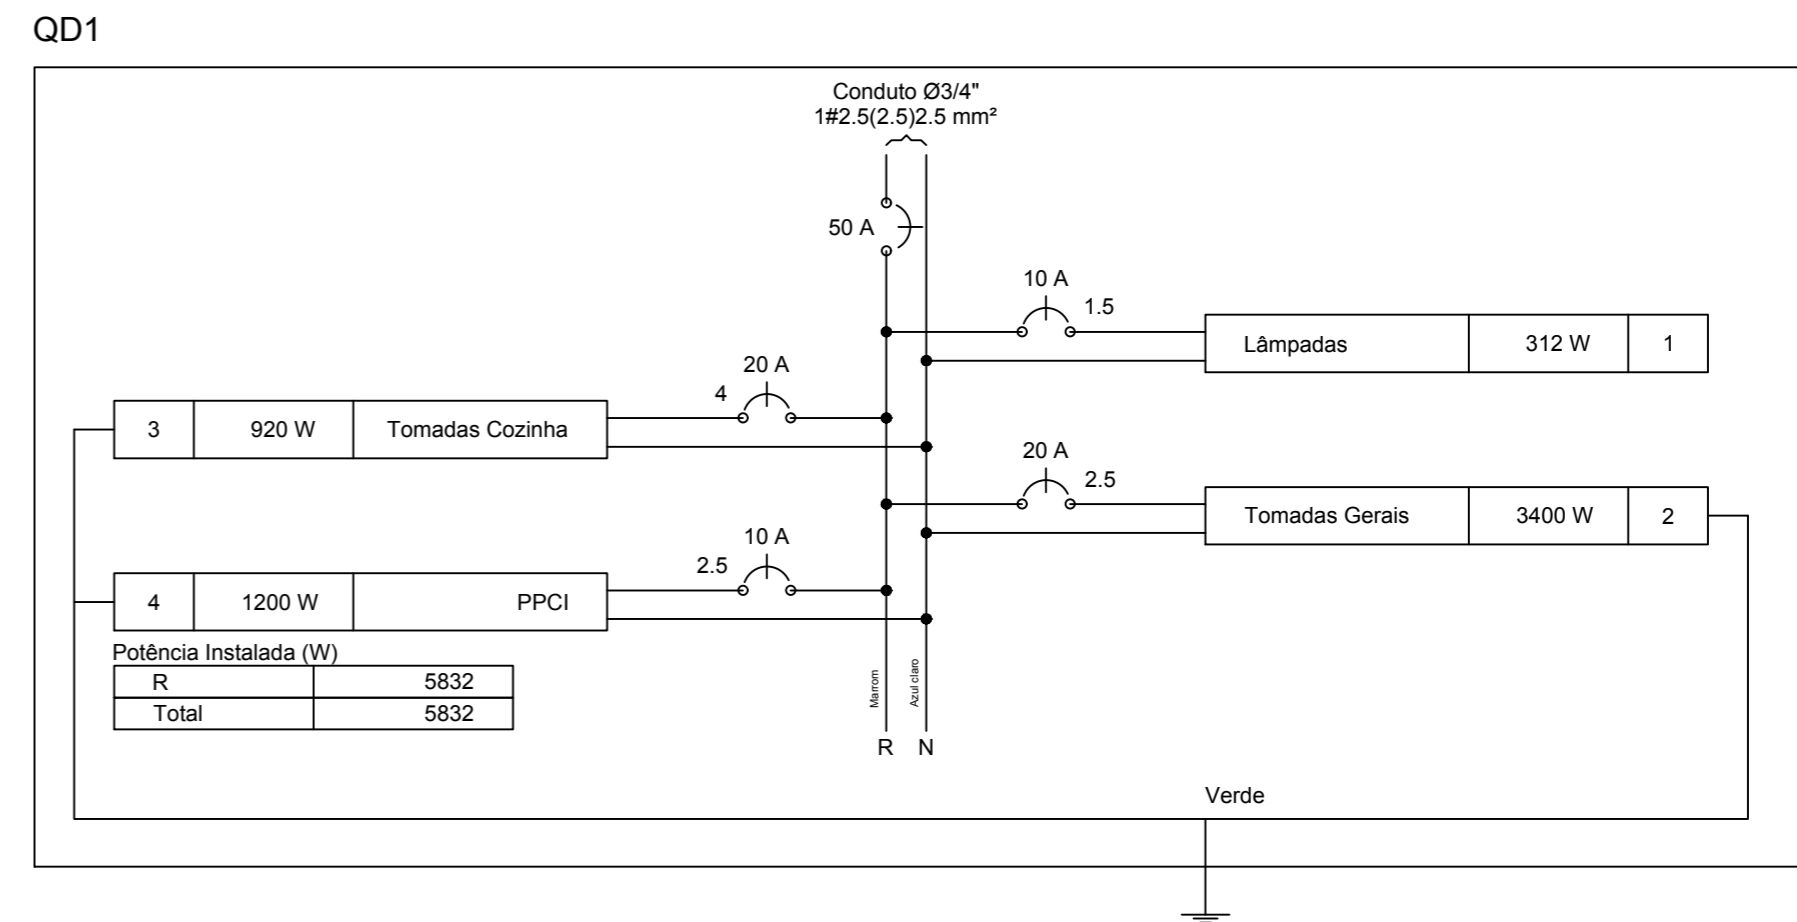 QD1
Conduto Ø3/4"
1#2.5(2.5)2.5 mm²
50 A
10 A
1.5
Lâmpadas 312 W 1
20 A
4
3 920 W Tomadas Cozinha
20 A
2.5
Tomadas Gerais 3400 W 2
10 A
2.5
4 1200 W PPCI
Potência Instalada (W)
R 5832
Total 5832
Marrom
Azul claro
R N
Verde